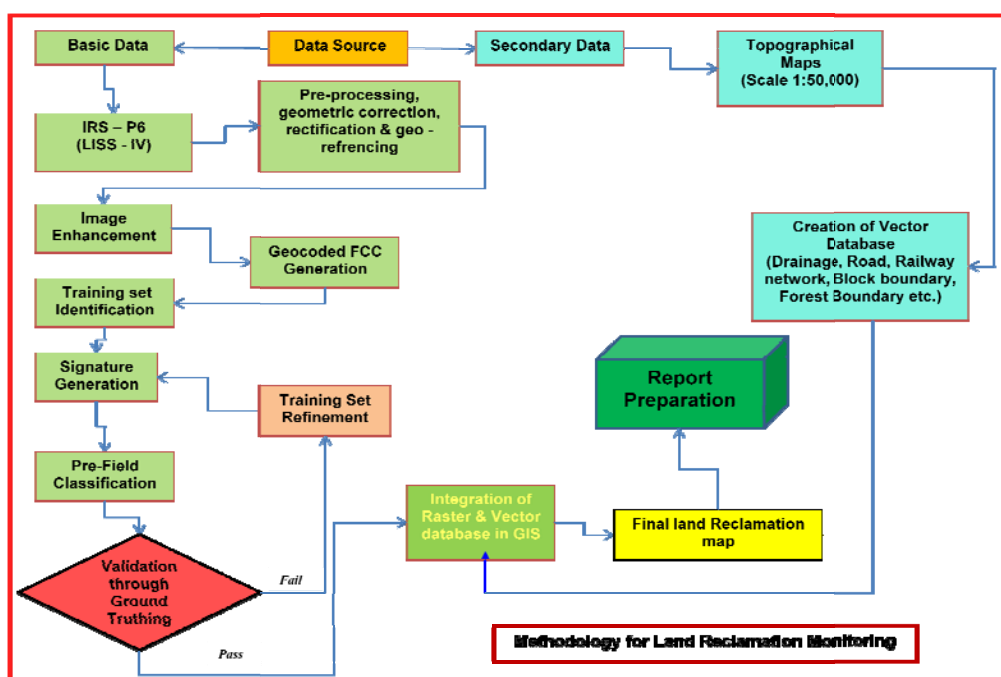 Basic Data
Data Source
Secondary Data
Topographical
Maps
(Scale 1:50,000)
IRS – P6
(LISS - IV)
Pre-processing,
geometric correction,
rectification & geo -
refrencing
Image
Enhancement
Geocoded FCC
Generation
Creation of Vector
Database
(Drainage, Road, Railway
network, Block boundary,
Forest Boundary etc.)
Training set
Identification
Signature
Generation
Training Set
Refinement
Report
Preparation
Pre-Field
Classification
Integration of
Raster & Vector
database in GIS
Final land Reclamation
map
Validation
through
Ground
Truthing
Fail
Pass
Methodology for Land Reclamation Monitoring